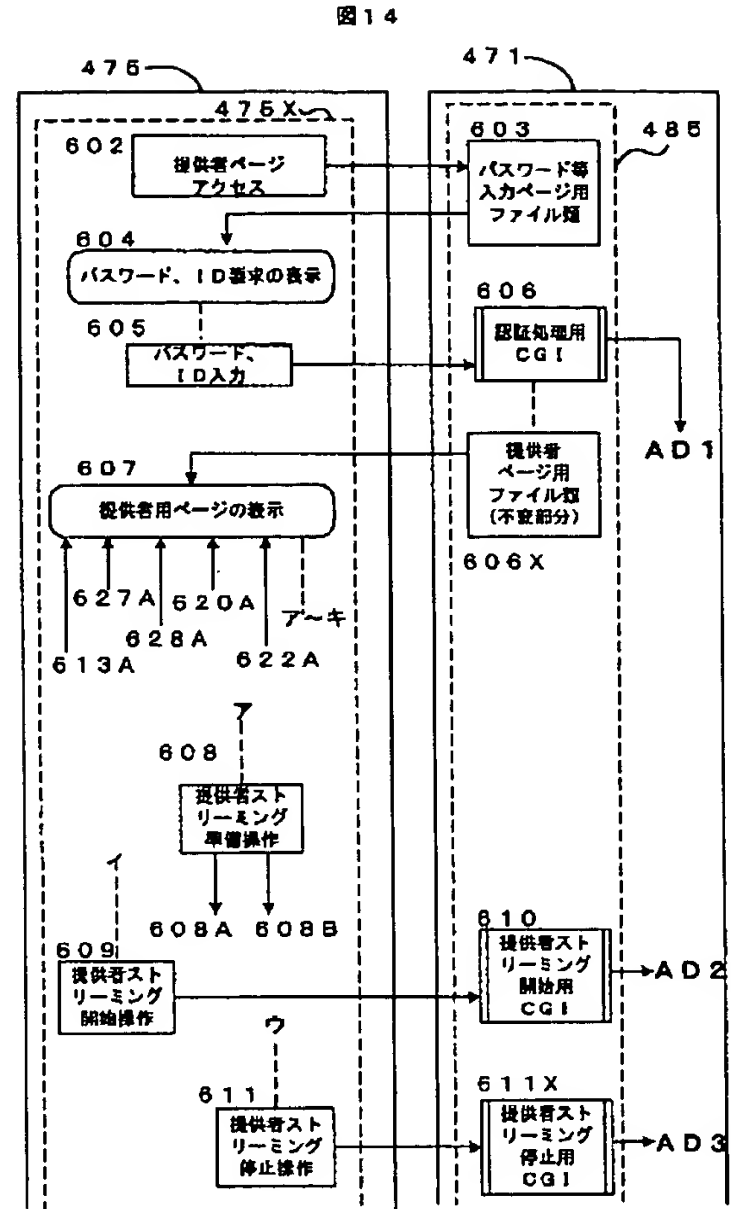 図14
476
471
476X
485
602
提供者ページ
アクセス
603
パスワード等
入力ページ用
ファイル類
604
パスワード、ID要求の表示
605
パスワード、
ID入力
606
認証処理用
CGI
AD1
607
提供者用ページの表示
提供者
ページ用
ファイル類
(不変部分)
606X
613A
627A
628A
620A
622A
ア~キ
ア
608
提供者スト
リーミング
準備操作
608A
608B
イ
609
提供者スト
リーミング
開始操作
610
提供者スト
リーミング
開始用
CGI
AD2
ウ
611
提供者スト
リーミング
停止操作
611X
提供者スト
リーミング
停止用
CGI
AD3